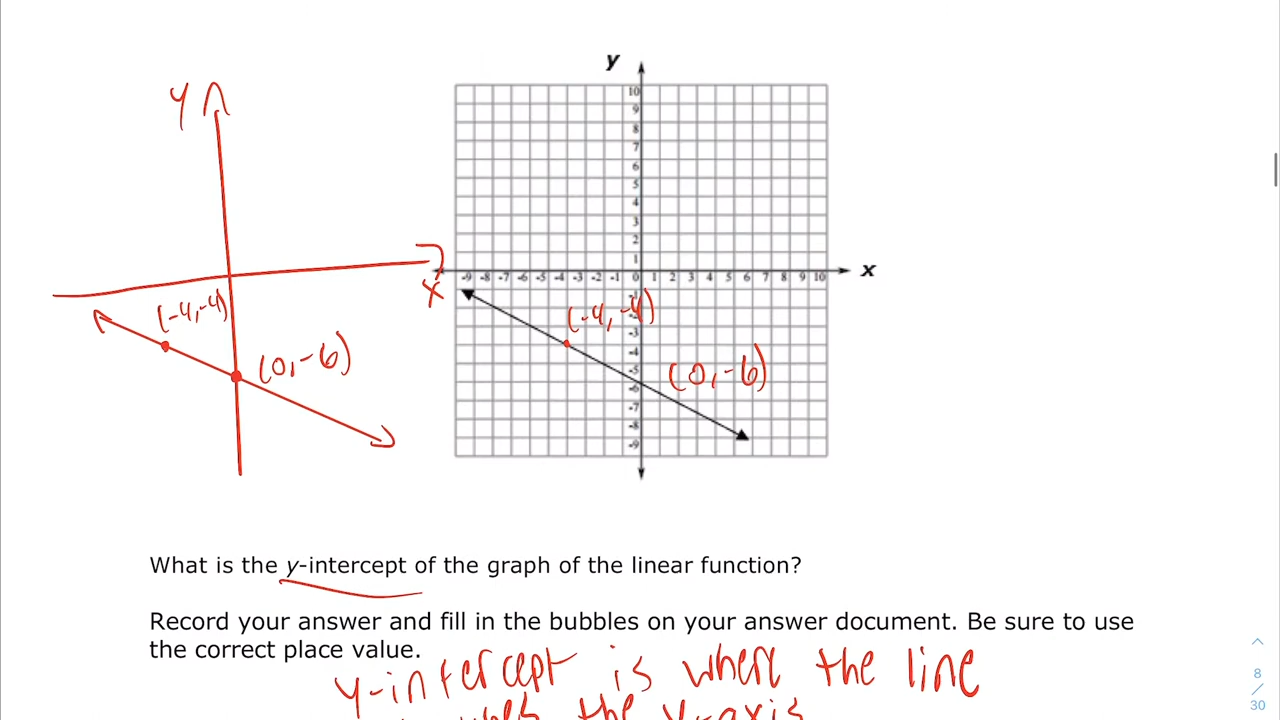 y
10
9
8
7
6
5
4
3
2
1
-9 -8 -7 -6 -5 -4 -3 -2 -1 0 1 2 3 4 5 6 7 8 9 10
x
-1
-2
-3
-4
-5
-6
-7
-8
-9
(-4,-4)
(0,-6)
y
x
(-4,-4)
(0,-6)
What is the y-intercept of the graph of the linear function?
Record your answer and fill in the bubbles on your answer document. Be sure to use
the correct place value.
y-intercept is where the line
the y-axis
8
/
30